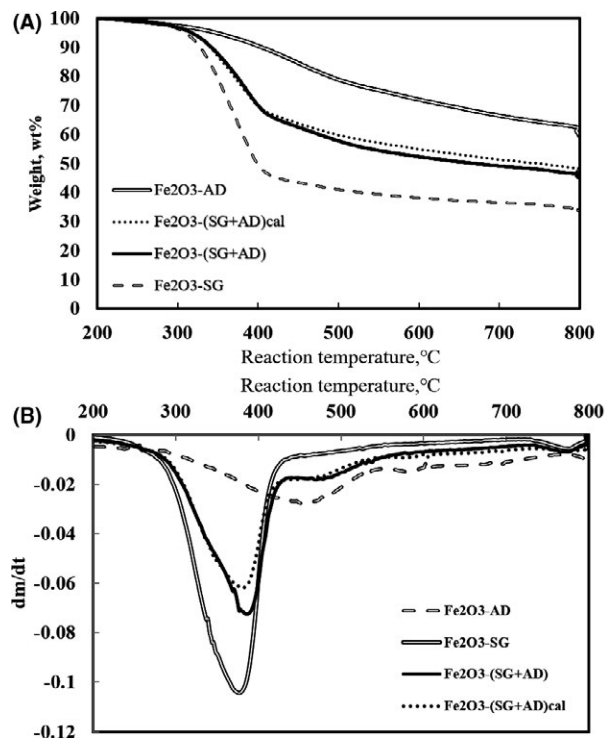 (A)
100
90
80
70
60
50
40
30
20
10
0
Weight, wt%
Fe2O3-AD
Fe2O3-(SG+AD)cal
Fe2O3-(SG+AD)
Fe2O3-SG
200 300 400 500 600 700 800
Reaction temperature,℃
Reaction temperature,℃
(B)
200 300 400 500 600 700 800
0
-0.02
-0.04
-0.06
-0.08
-0.1
-0.12
dm/dt
Fe2O3-AD
Fe2O3-SG
Fe2O3-(SG+AD)
Fe2O3-(SG+AD)cal